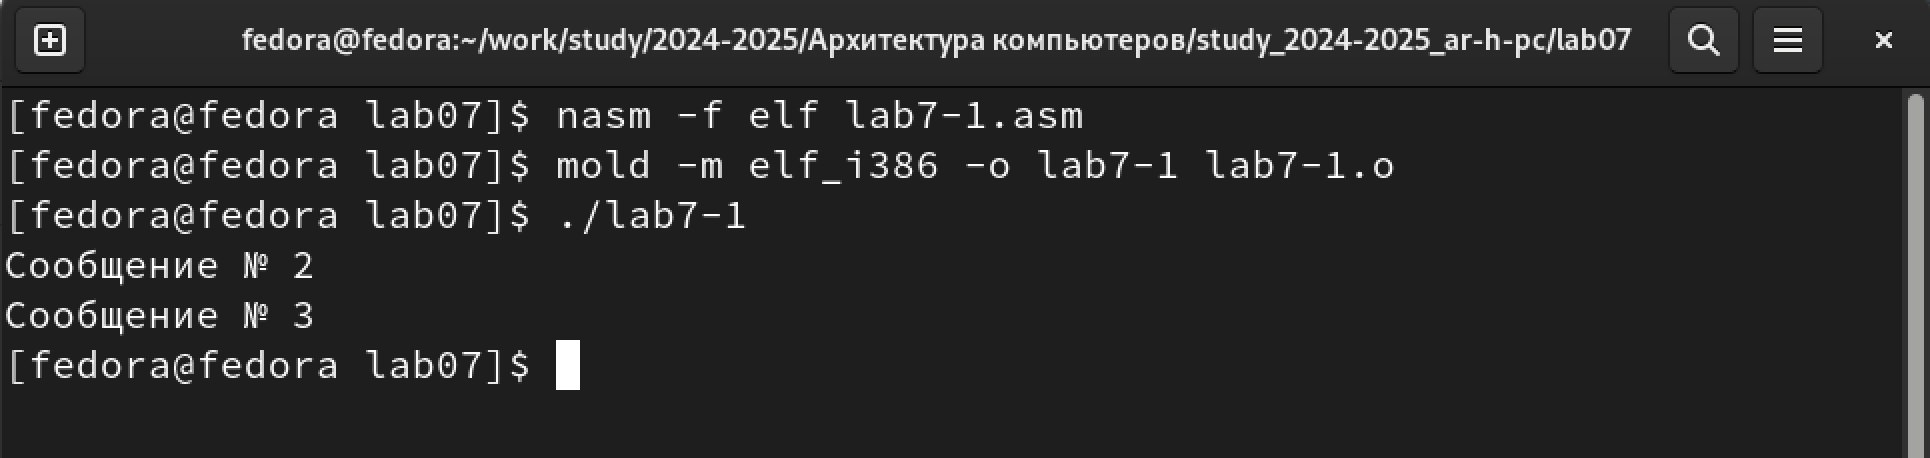 fedora@fedora:~/work/study/2024-2025/Архитектура компьютеров/study_2024-2025_ar-h-pc/lab07
[fedora@fedora lab07]$ nasm -f elf lab7-1.asm
[fedora@fedora lab07]$ mold -m elf_i386 -o lab7-1 lab7-1.o
[fedora@fedora lab07]$ ./lab7-1
Сообщение № 2
Сообщение № 3
[fedora@fedora lab07]$